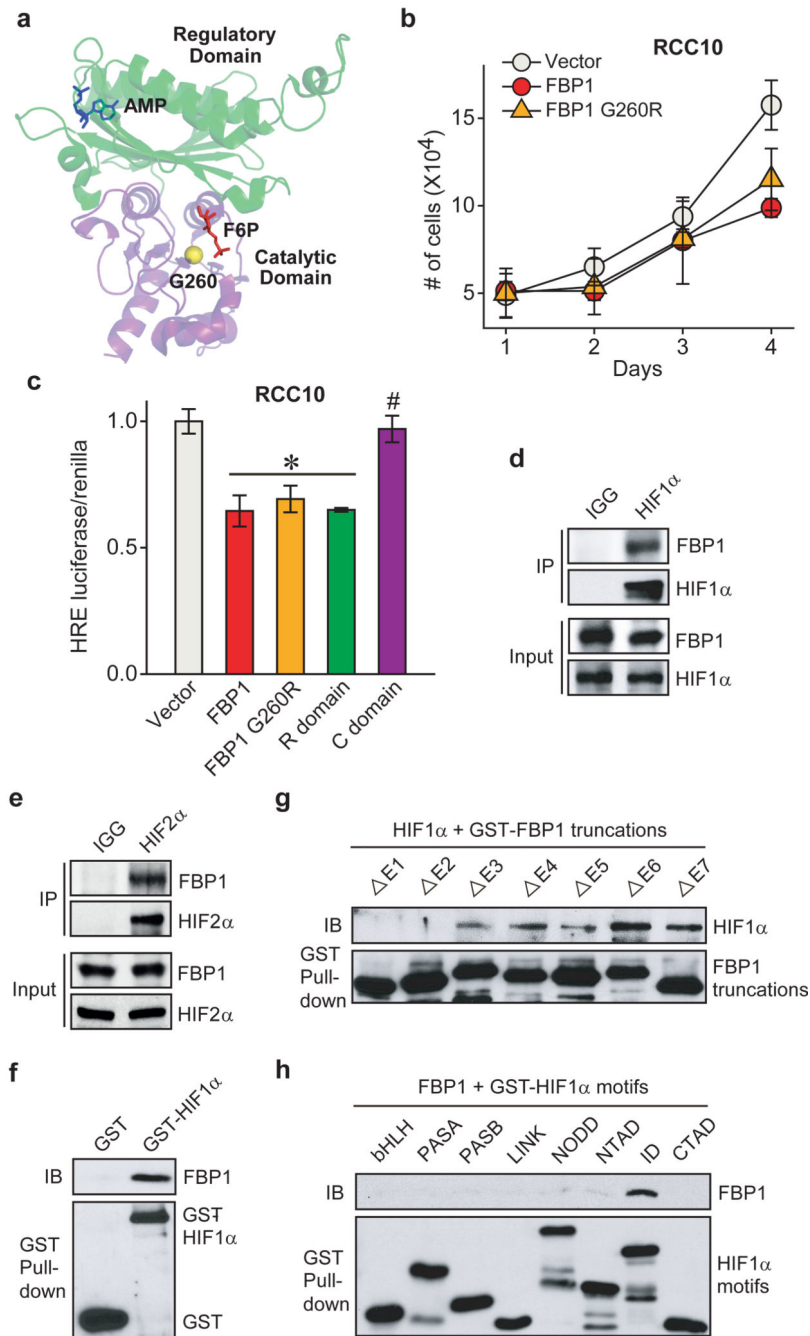 a
Regulatory
Domain
AMP
F6P
G260
Catalytic
Domain
b
RCC10
Vector
FBP1
FBP1 G260R
# of cells (X10⁴)
15
10
5
1 2 3 4
Days
c
RCC10
HRE luciferase/renilla
1.0
0.5
0.0
*
#
Vector
FBP1
FBP1 G260R
R domain
C domain
d
IGG HIF1α
IP
FBP1
HIF1α
Input
FBP1
HIF1α
e
IGG HIF2α
IP
FBP1
HIF2α
Input
FBP1
HIF2α
f
GST GST-HIF1α
IB
FBP1
GST
Pull-
down
GST-
HIF1α
GST
g
HIF1α + GST-FBP1 truncations
△E1 △E2 △E3 △E4 △E5 △E6 △E7
IB
HIF1α
GST
Pull-
down
FBP1
truncations
h
FBP1 + GST-HIF1α motifs
bHLH PASA PASB LINK NODD NTAD ID CTAD
IB
FBP1
GST
Pull-
down
HIF1α
motifs